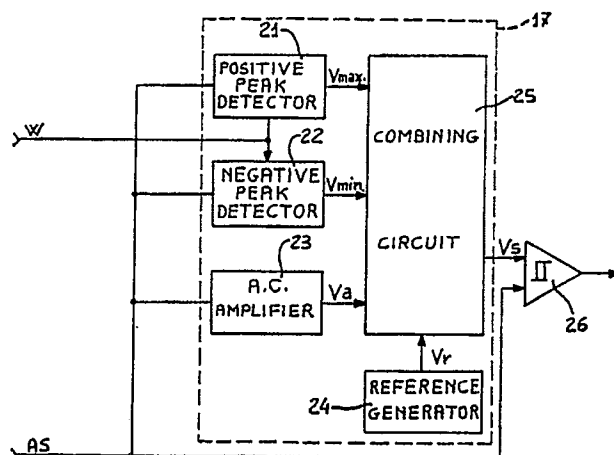 17
21
POSITIVE
PEAK
DETECTOR
Vmax.
25
COMBINING
CIRCUIT
W
22
NEGATIVE
PEAK
DETECTOR
Vmin.
23
A.C.
AMPLIFIER
Va
Vs
26
Vr
24
REFERENCE
GENERATOR
AS